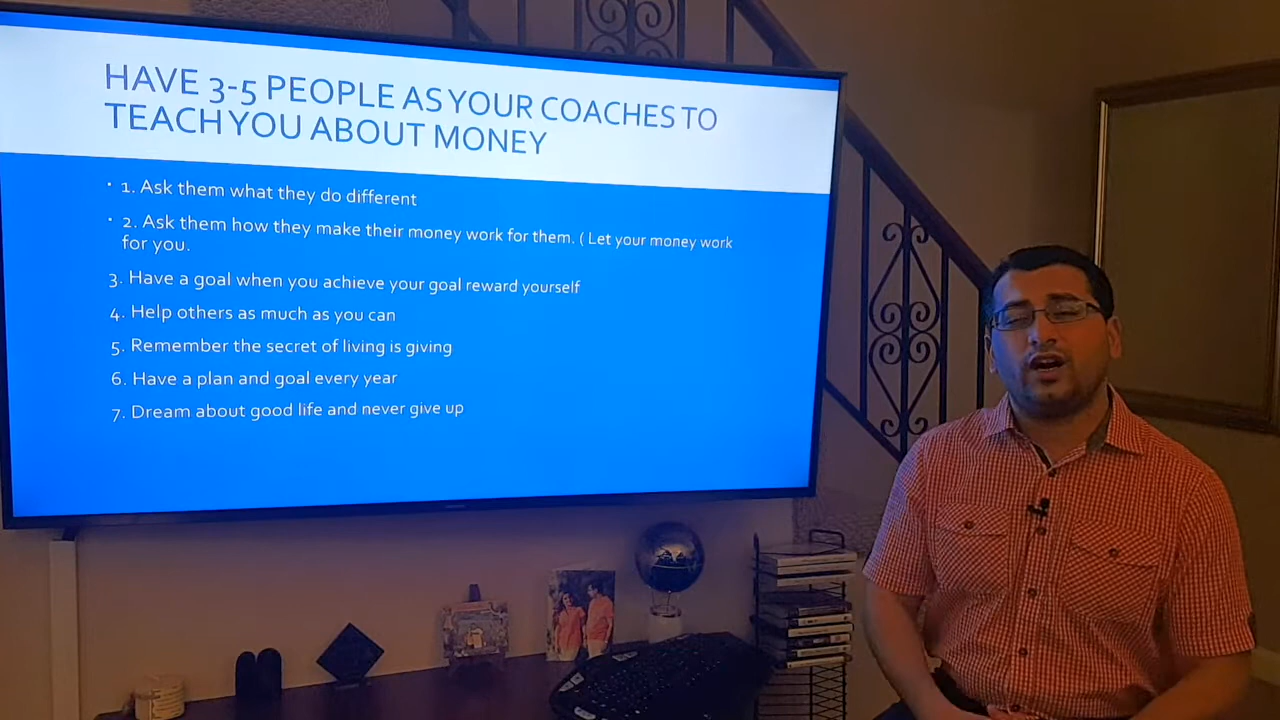 HAVE 3-5 PEOPLE AS YOUR COACHES TO
TEACH YOU ABOUT MONEY
• 1. Ask them what they do different
• 2. Ask them how they make their money work for them. ( Let your money work
for you.
3. Have a goal when you achieve your goal reward yourself
4. Help others as much as you can
5. Remember the secret of living is giving
6. Have a plan and goal every year
7. Dream about good life and never give up